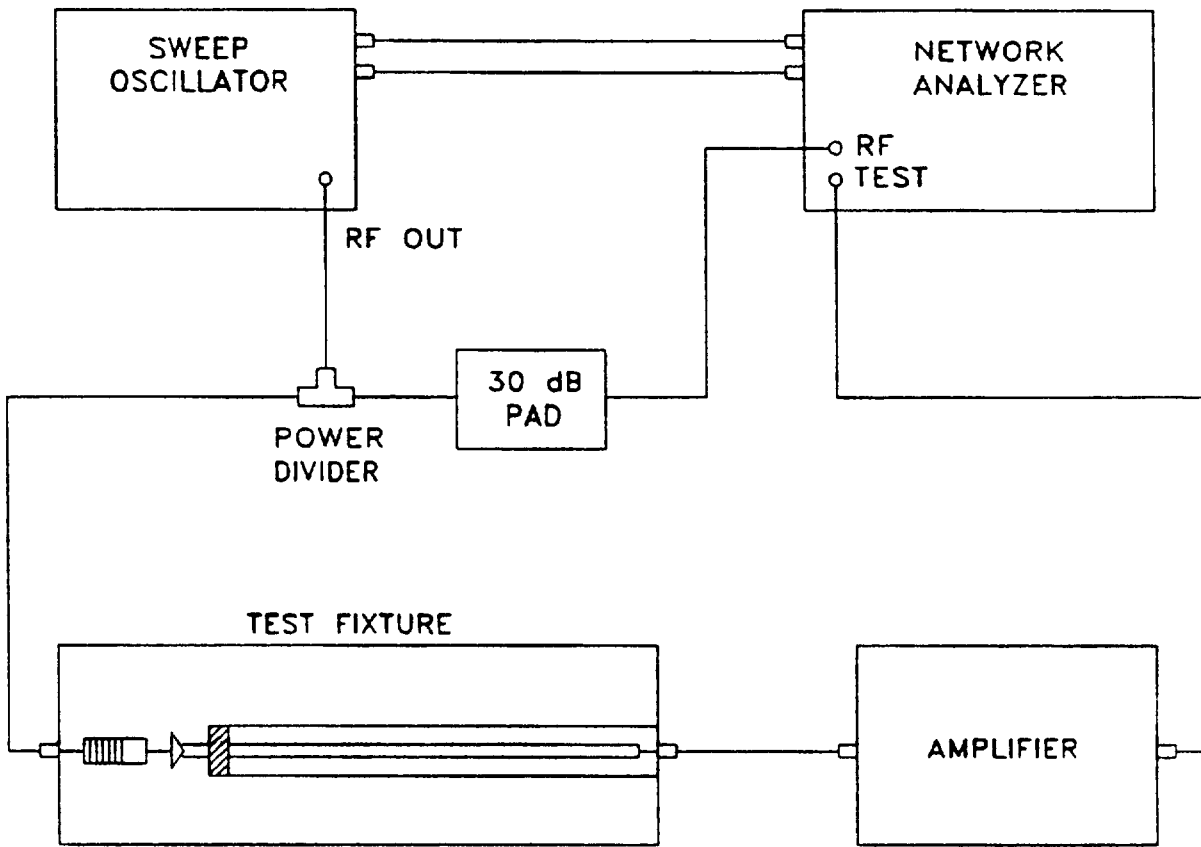 SWEEP
OSCILLATOR
NETWORK
ANALYZER
RF
TEST
RF OUT
30 dB
PAD
POWER
DIVIDER
TEST FIXTURE
AMPLIFIER